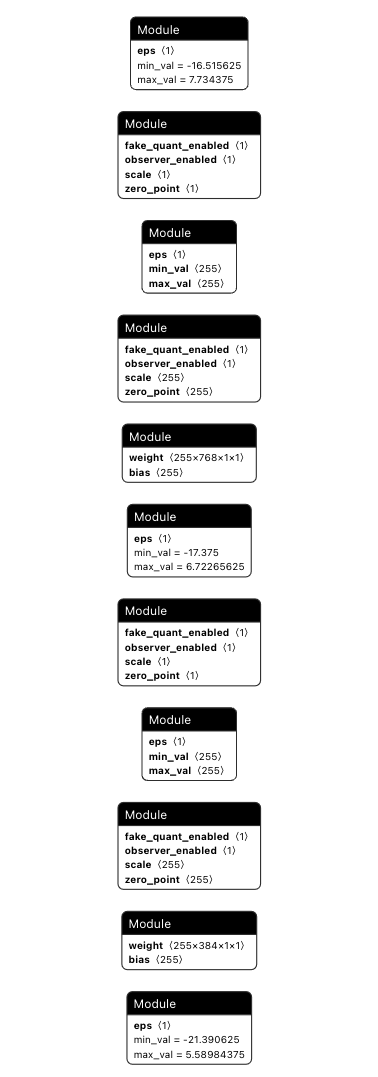 Module
eps ⟨1⟩
min_val = -16.515625
max_val = 7.734375
Module
fake_quant_enabled ⟨1⟩
observer_enabled ⟨1⟩
scale ⟨1⟩
zero_point ⟨1⟩
Module
eps ⟨1⟩
min_val ⟨255⟩
max_val ⟨255⟩
Module
fake_quant_enabled ⟨1⟩
observer_enabled ⟨1⟩
scale ⟨255⟩
zero_point ⟨255⟩
Module
weight ⟨255×768×1×1⟩
bias ⟨255⟩
Module
eps ⟨1⟩
min_val = -17.375
max_val = 6.72265625
Module
fake_quant_enabled ⟨1⟩
observer_enabled ⟨1⟩
scale ⟨1⟩
zero_point ⟨1⟩
Module
eps ⟨1⟩
min_val ⟨255⟩
max_val ⟨255⟩
Module
fake_quant_enabled ⟨1⟩
observer_enabled ⟨1⟩
scale ⟨255⟩
zero_point ⟨255⟩
Module
weight ⟨255×384×1×1⟩
bias ⟨255⟩
Module
eps ⟨1⟩
min_val = -21.390625
max_val = 5.58984375